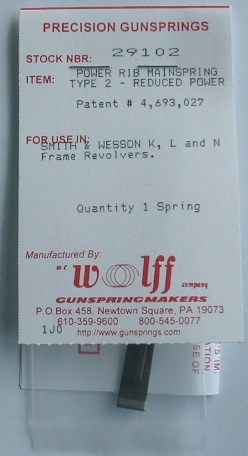 PRECISION GUNSPRINGS
STOCK NBR: 29102
ITEM: POWER RIB MAINSPRING
TYPE 2 - REDUCED POWER
Patent # 4,693,027
FOR USE IN:
SMITH & WESSON K, L and N
Frame Revolvers.
Quantity 1 Spring
Manufactured By:
W.C.
Wolff
company
GUNSPRINGMAKERS
P.O.Box 458, Newtown Square, PA 19073
610-359-9600 800-545-0077
1J0 http://www.gunsprings.com